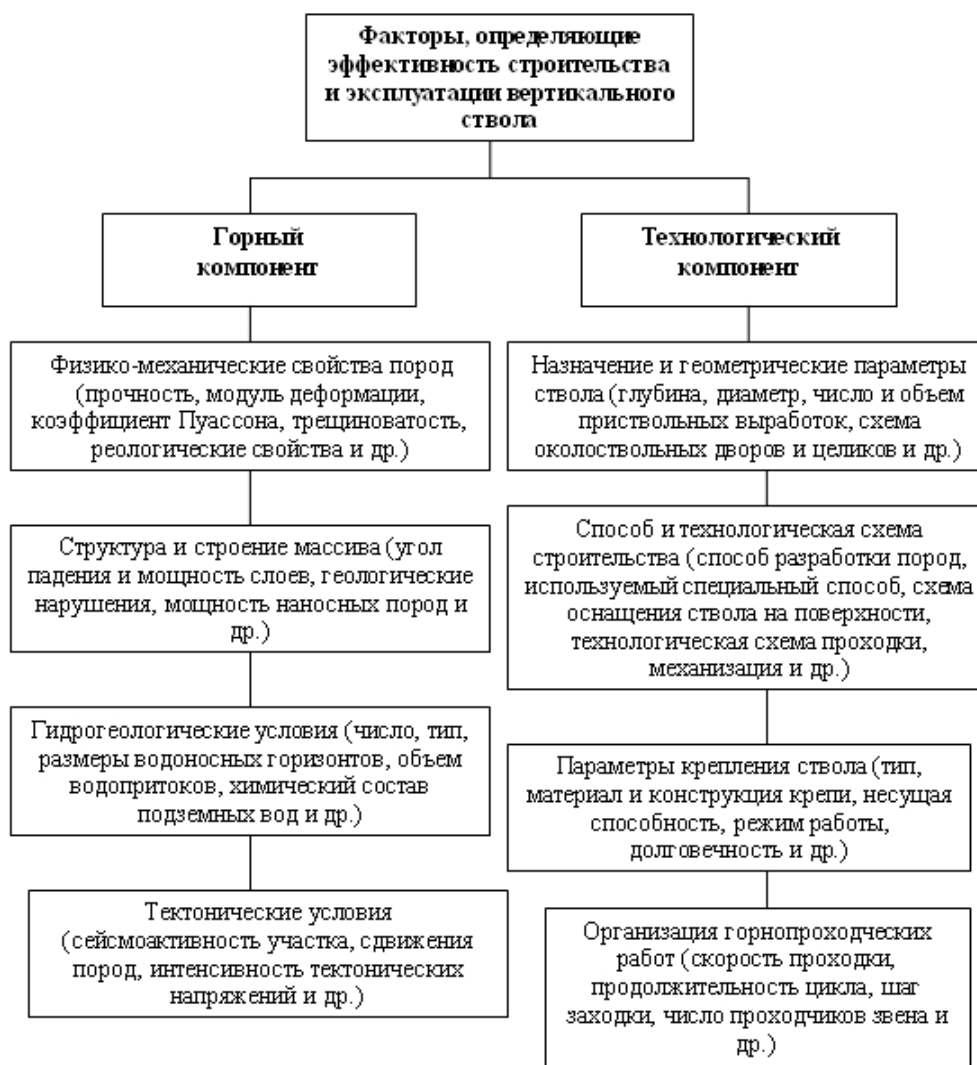 Факторы, определяющие
эффективность строительства
и эксплуатации вертикального
ствола
Горный
компонент
Технологический
компонент
Физико-механические свойства пород
(прочность, модуль деформации,
коэффициент Пуассона, трещиноватость,
реологические свойства и др.)
Структура и строение массива (угол
падения и мощность слоев, геологические
нарушения, мощность наносных пород и
др.)
Гидрогеологические условия (число, тип,
размеры водоносных горизонтов, объем
водопритоков, химический состав
подземных вод и др.)
Тектонические условия
(сейсмоактивность участка, сдвижения
пород, интенсивность тектонических
напряжений и др.)
Назначение и геометрические параметры
ствола (глубина, диаметр, число и объем
приствольных выработок, схема
околоствольных дворов и целиков и др.)
Способ и технологическая схема
строительства (способ разработки пород,
используемый специальный способ, схема
оснащения ствола на поверхности,
технологическая схема проходки,
механизация и др.)
Параметры крепления ствола (тип,
материал и конструкция крепи, несущая
способность, режим работы,
долговечность и др.)
Организация горнопроходческих
работ (скорость проходки,
продолжительность цикла, шаг
заходки, число проходчиков звена и
др.)